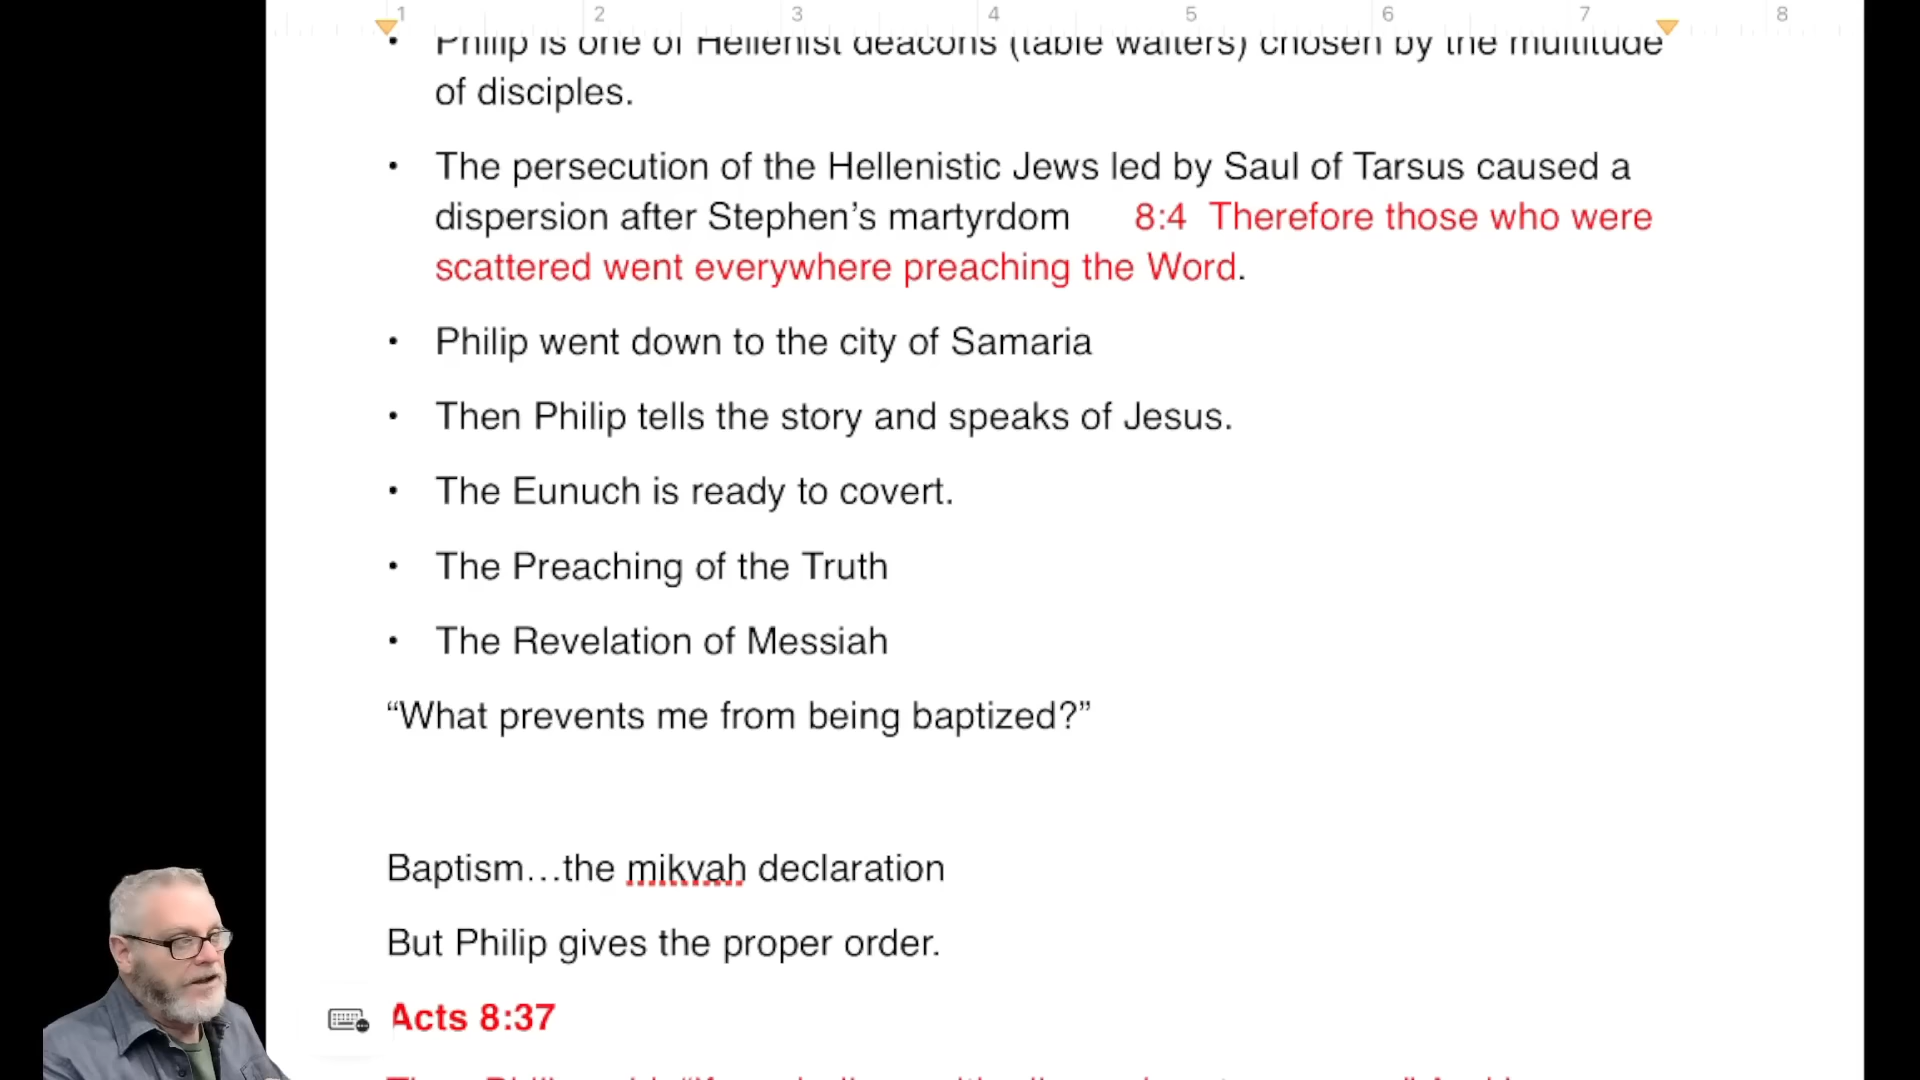 1 2 3 4 5 6 7 8
• Philip is one of Hellenist deacons (table waiters) chosen by the multitude
of disciples.
• The persecution of the Hellenistic Jews led by Saul of Tarsus caused a
dispersion after Stephen’s martyrdom 8:4 Therefore those who were
scattered went everywhere preaching the Word.
• Philip went down to the city of Samaria
• Then Philip tells the story and speaks of Jesus.
• The Eunuch is ready to covert.
• The Preaching of the Truth
• The Revelation of Messiah
“What prevents me from being baptized?”
Baptism…the mikvah declaration
But Philip gives the proper order.
Acts 8:37